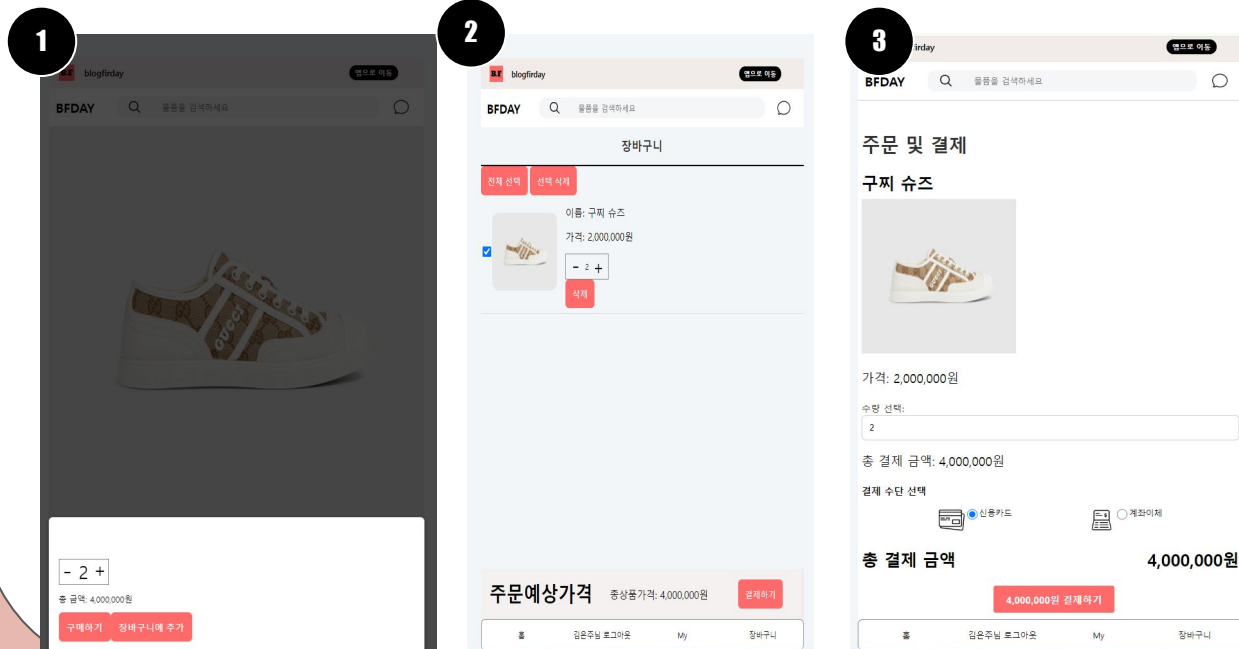 1
B.F blogfirday 앱으로 이동
BFDAY 물품을 검색하세요
GUCCI
- 2 +
총 금액: 4,000,000원
구매하기 장바구니에 추가
2
B.F blogfirday 앱으로 이동
BFDAY 물품을 검색하세요
장바구니
전체 선택 선택 삭제
이름: 구찌 슈즈
가격: 2,000,000원
- 2 +
삭제
주문예상가격 총상품가격: 4,000,000원 결제하기
홈 김은주님 로그아웃 My 장바구니
3
irday 앱으로 이동
BFDAY 물품을 검색하세요
주문 및 결제
구찌 슈즈
가격: 2,000,000원
수량 선택:
2
총 결제 금액: 4,000,000원
결제 수단 선택
신용카드 계좌이체
총 결제 금액 4,000,000원
4,000,000원 결제하기
홈 김은주님 로그아웃 My 장바구니